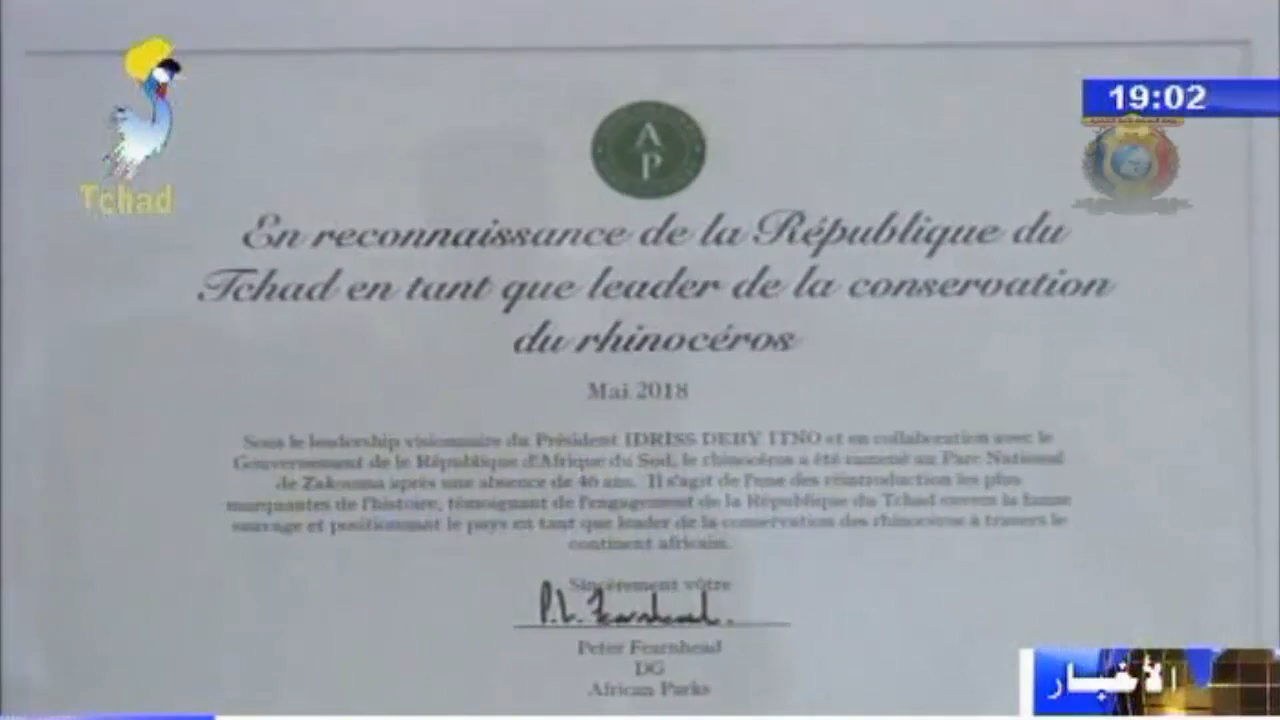 Tchad
19:02
A
P
En reconnaissance de la République du
Tchad en tant que leader de la conservation
du rhinocéros
Mai 2018
Sous le leadership visionnaire du Président IDRISS DEBY ITNO et en collaboration avec le
Gouvernement de le République d'Afrique du Sud, le rhinocéros a été ramené au Parc National
de Zakouma après une absence de 46 ans. Il s'agit de l'une des réintroduction les plus
marquantes de l'histoire, témoignant de l'engagement de la République du Tchad envers la faune
sauvage et positionnant le pays en tant que leader de la conservation des rhinocéros à travers le
continent africain.
Sincèrement vôtre
P.L. Fearnhead.
Peter Fearnhead
DG
African Parks
الأخبار